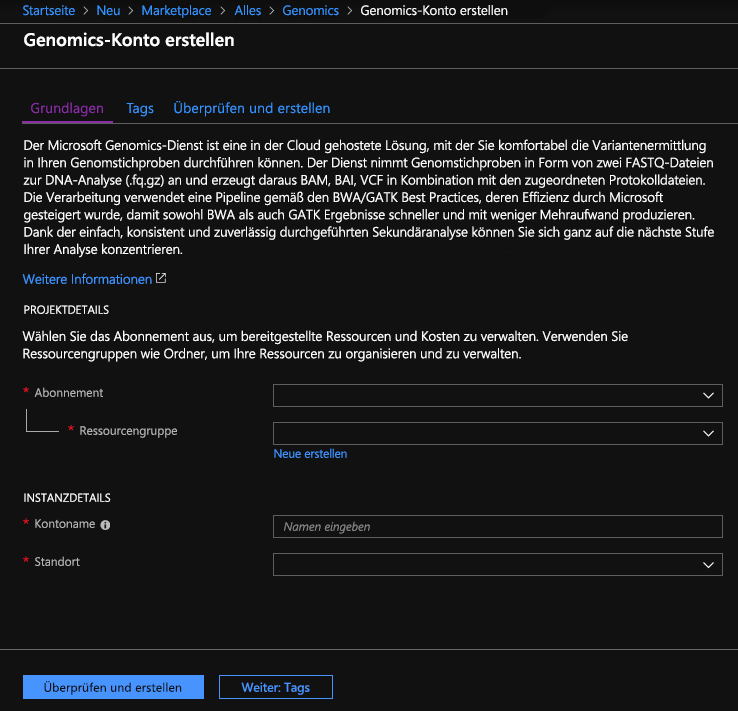 Startseite > Neu > Marketplace > Alles > Genomics > Genomics-Konto erstellen
Genomics-Konto erstellen
Grundlagen Tags Überprüfen und erstellen
Der Microsoft Genomics-Dienst ist eine in der Cloud gehostete Lösung, mit der Sie komfortabel die Variantenermittlung
in Ihren Genomstichproben durchführen können. Der Dienst nimmt Genomstichproben in Form von zwei FASTQ-Dateien
zur DNA-Analyse (.fq.gz) an und erzeugt daraus BAM, BAI, VCF in Kombination mit den zugeordneten Protokolldateien.
Die Verarbeitung verwendet eine Pipeline gemäß den BWA/GATK Best Practices, deren Effizienz durch Microsoft
gesteigert wurde, damit sowohl BWA als auch GATK Ergebnisse schneller und mit weniger Mehraufwand produzieren.
Dank der einfach, konsistent und zuverlässig durchgeführten Sekundäranalyse können Sie sich ganz auf die nächste Stufe
Ihrer Analyse konzentrieren.
Weitere Informationen
PROJEKTDETAILS
Wählen Sie das Abonnement aus, um bereitgestellte Ressourcen und Kosten zu verwalten. Verwenden Sie
Ressourcengruppen wie Ordner, um Ihre Ressourcen zu organisieren und zu verwalten.
* Abonnement
* Ressourcengruppe
Neue erstellen
INSTANZDETAILS
* Kontoname
Namen eingeben
* Standort
Überprüfen und erstellen
Weiter: Tags